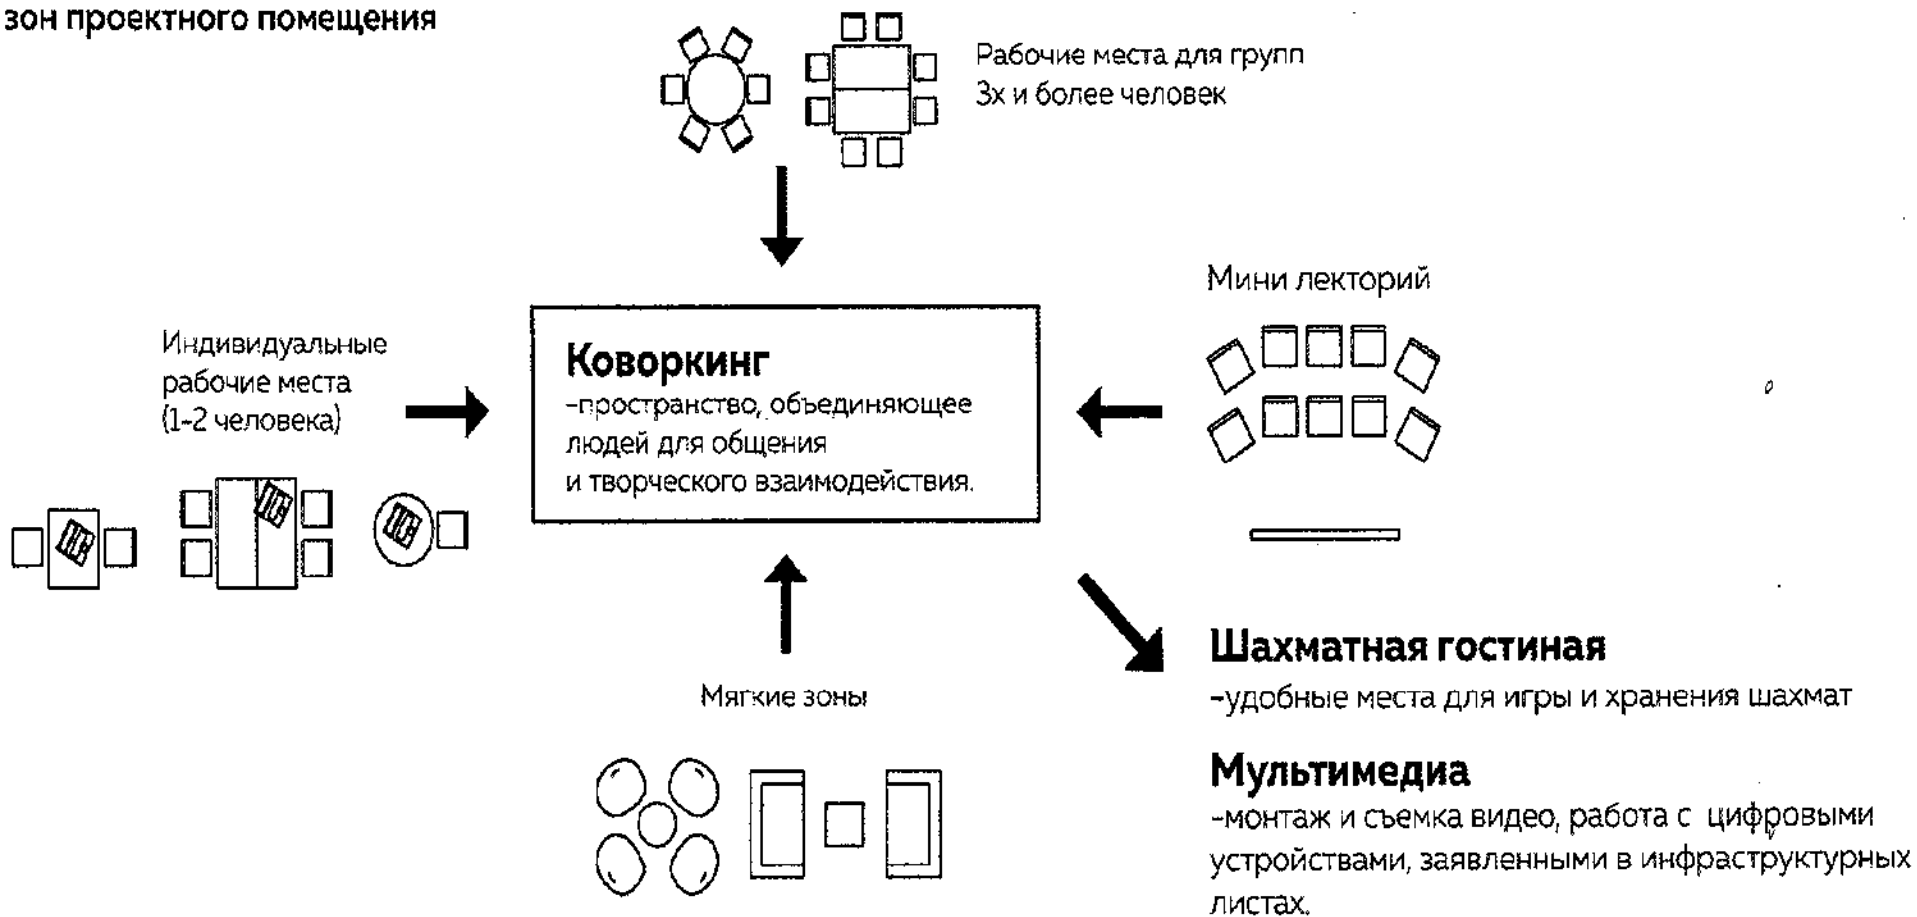 зон проектного помещения
Рабочие места для групп
3х и более человек
Мини лекторий
Индивидуальные
рабочие места
(1-2 человека)
Коворкинг
-пространство, объединяющее
людей для общения
и творческого взаимодействия.
Мягкие зоны
Шахматная гостиная
-удобные места для игры и хранения шахмат
Мультимедиа
-монтаж и съемка видео, работа с цифровыми
устройствами, заявленными в инфраструктурных
листах.